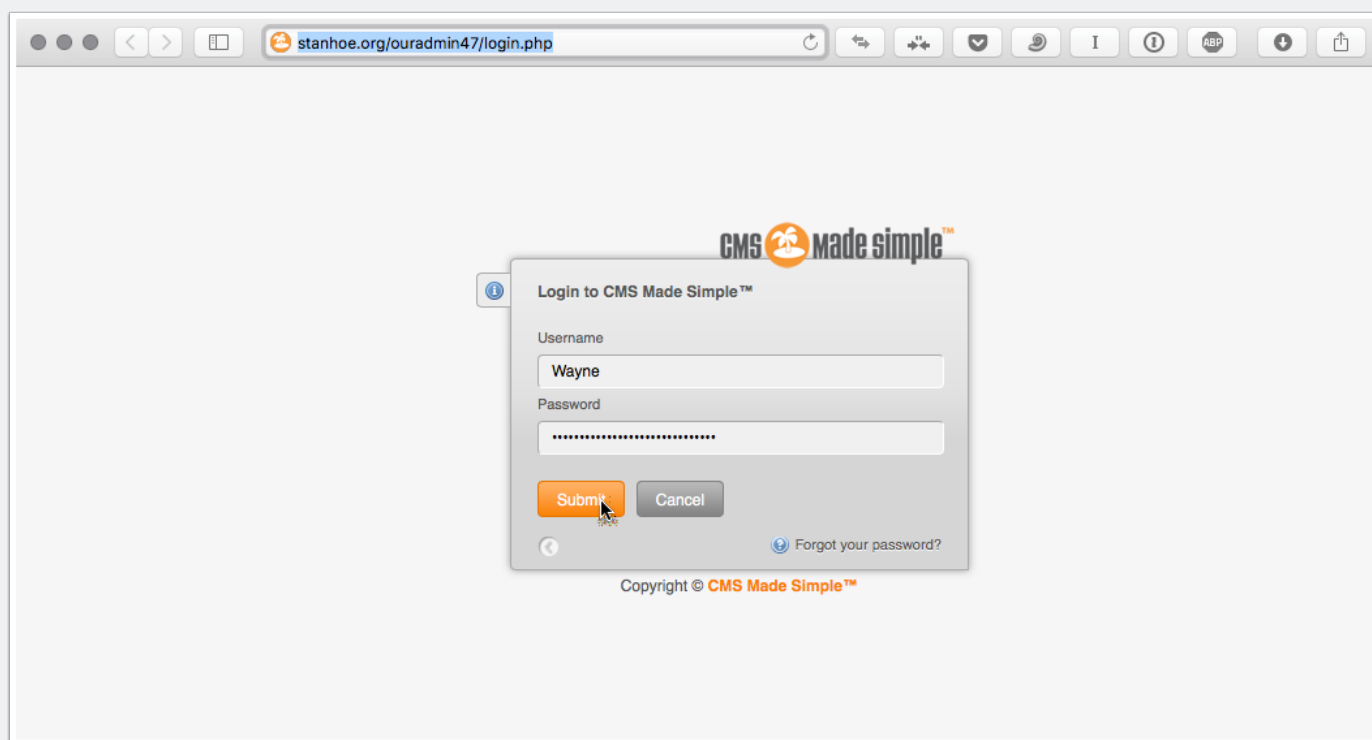 stanhoe.org/ouradmin47/login.php
I
ABP
CMS made simple™
Login to CMS Made Simple™
Username
Wayne
Password
••••••••••••••••••••••••••••••
Submit
Cancel
Forgot your password?
Copyright © CMS Made Simple™